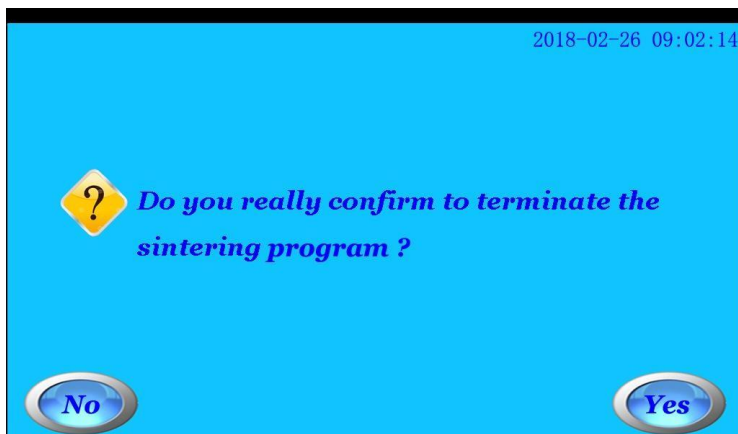 2018-02-26 09:02:14
?
Do you really confirm to terminate the
sintering program ?
No
Yes